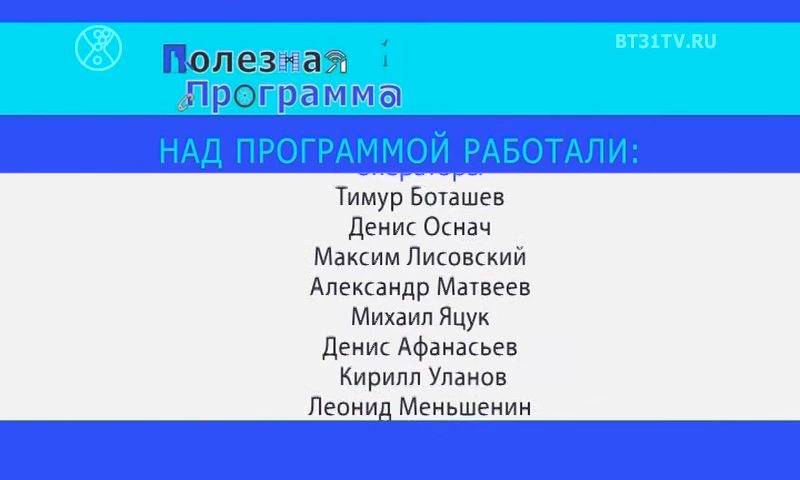 BT31TV.RU
Полезная
Программа
НАД ПРОГРАММОЙ РАБОТАЛИ:
Тимур Боташев
Денис Оснач
Максим Лисовский
Александр Матвеев
Михаил Яцук
Денис Афанасьев
Кирилл Уланов
Леонид Меньшенин